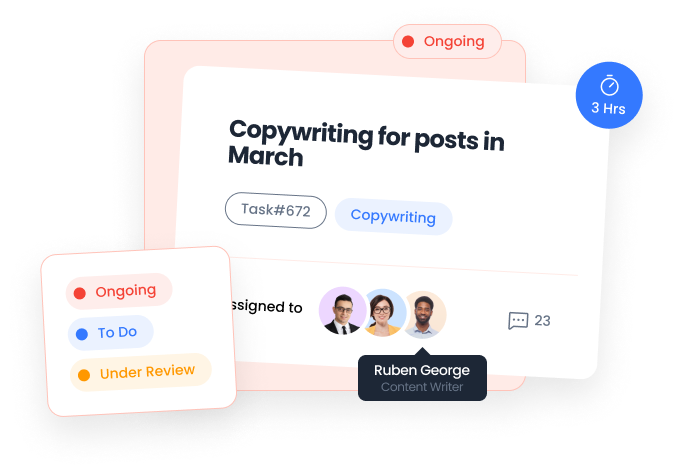 Ongoing
3 Hrs
Copywriting for posts in
March
Task#672
Copywriting
Ongoing
To Do
Under Review
ssigned to
23
Ruben George
Content Writer